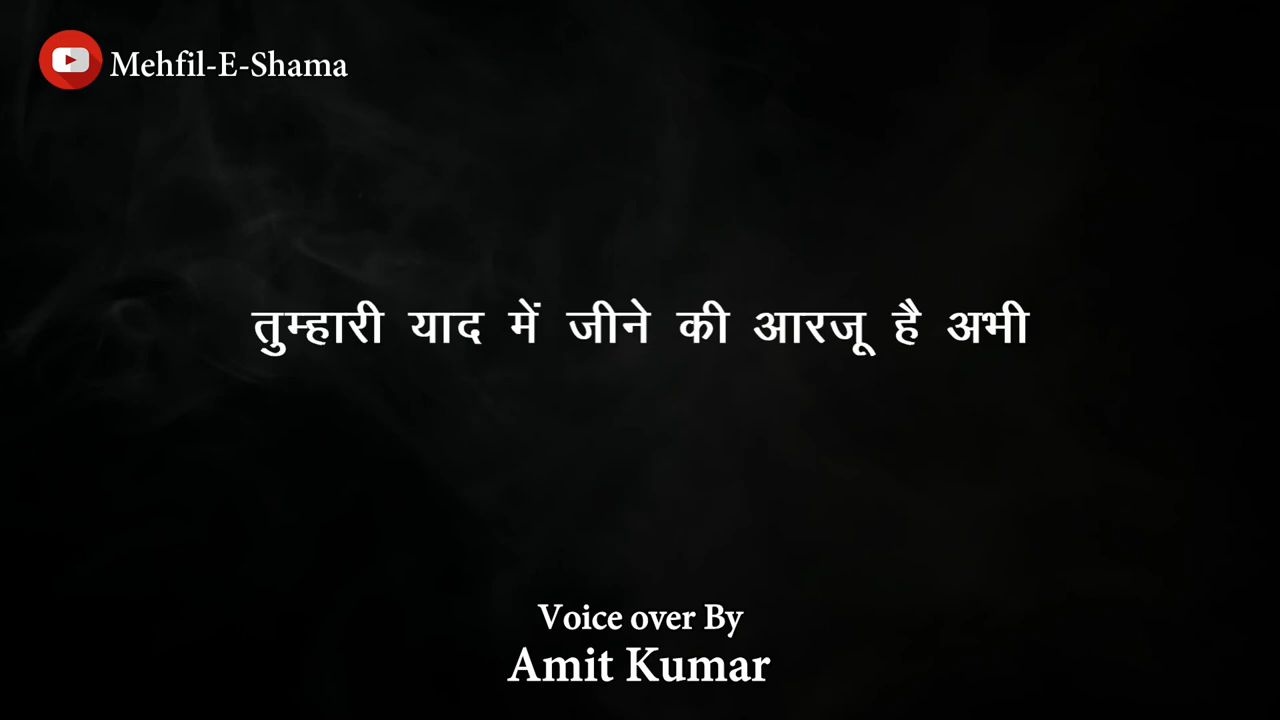 Mehfil-E-Shama
तुम्हारी याद में जीने की आरजू है अभी
Voice over By
Amit Kumar